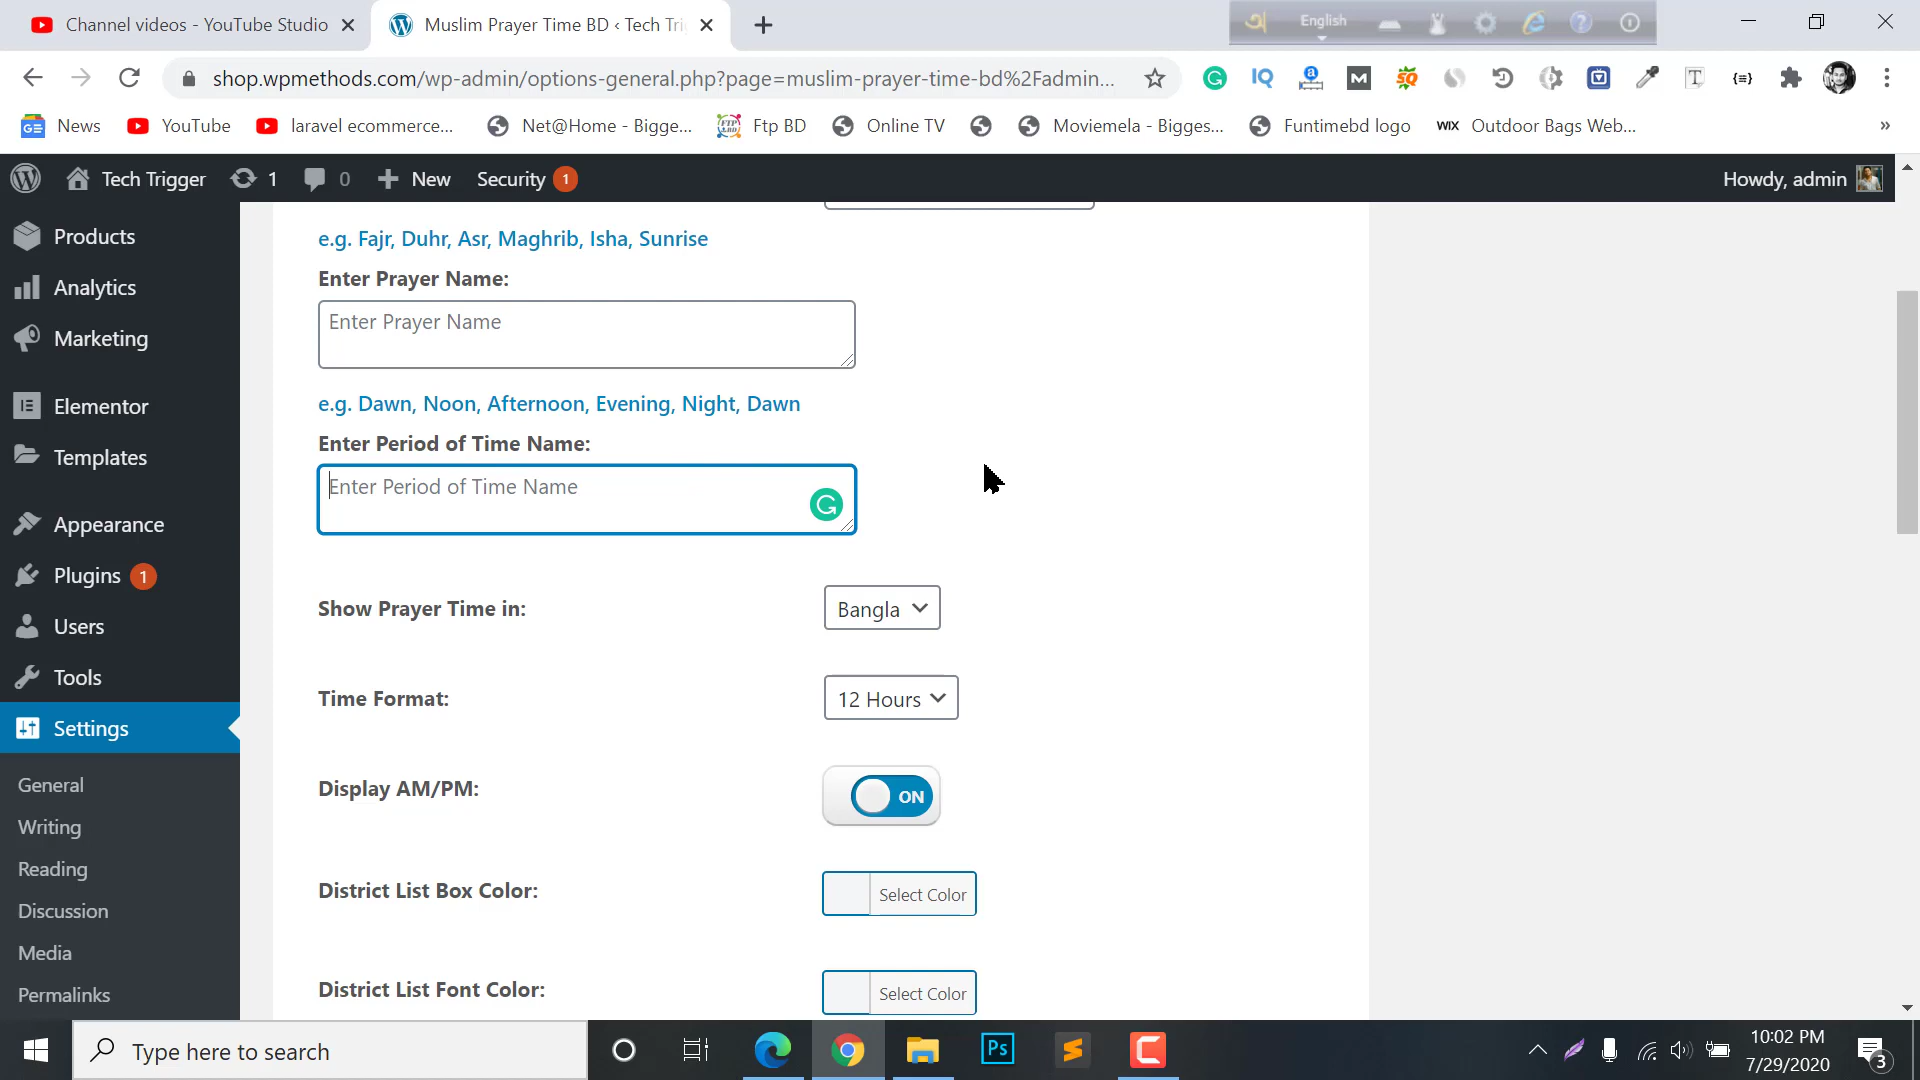 Channel videos - YouTube Studio
Muslim Prayer Time BD ‹ Tech Tri
English
shop.wpmethods.com/wp-admin/options-general.php?page=muslim-prayer-time-bd%2Fadmin...
News
YouTube
laravel ecommerce...
Net@Home - Bigge...
Ftp BD
Online TV
Moviemela - Bigges...
Funtimebd logo
WIX
Outdoor Bags Web...
»
Tech Trigger
1
0
New
Security
1
Howdy, admin
Products
Analytics
Marketing
Elementor
Templates
Appearance
Plugins
1
Users
Tools
Settings
General
Writing
Reading
Discussion
Media
Permalinks
e.g. Fajr, Duhr, Asr, Maghrib, Isha, Sunrise
Enter Prayer Name:
Enter Prayer Name
e.g. Dawn, Noon, Afternoon, Evening, Night, Dawn
Enter Period of Time Name:
Enter Period of Time Name
Show Prayer Time in:
Bangla
Time Format:
12 Hours
Display AM/PM:
ON
District List Box Color:
Select Color
District List Font Color:
Select Color
Type here to search
Ps
10:02 PM
7/29/2020
3